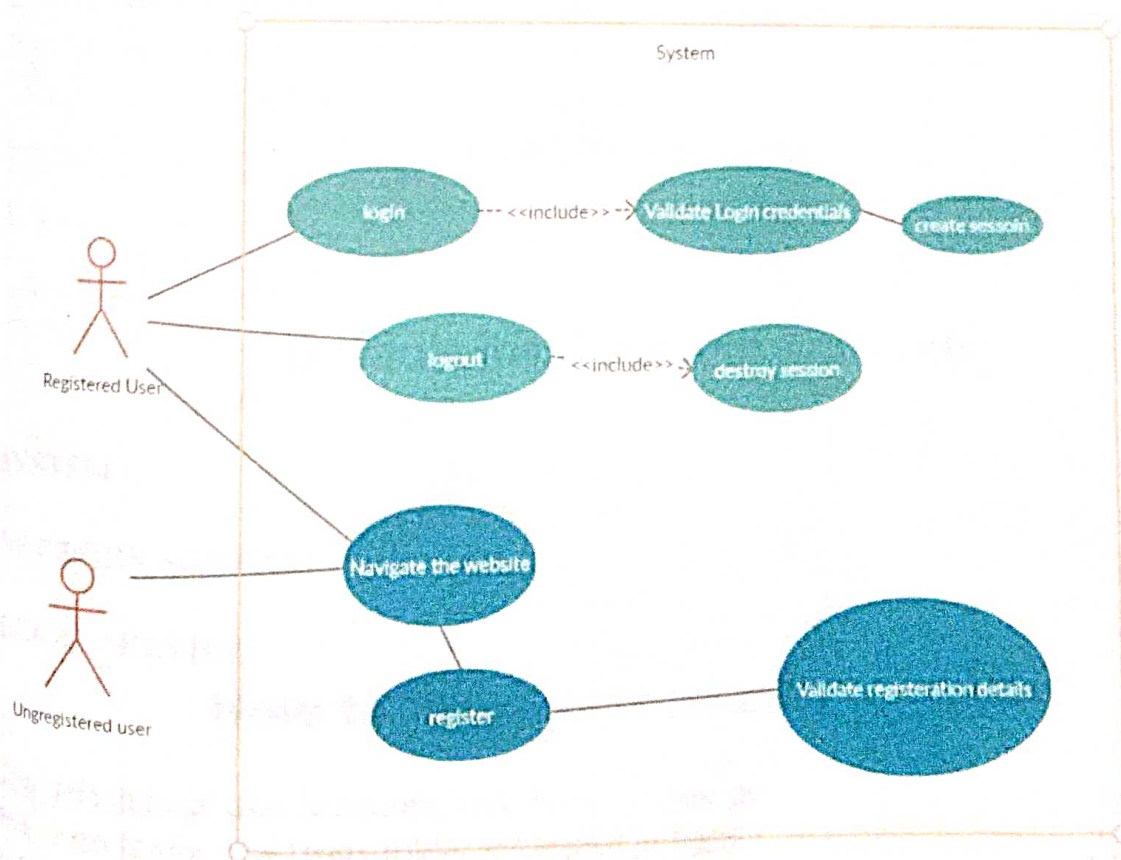 System
login
<<include>>
Validate Login credentials
create sessoin
logout
<<include>>
destroy session
Registered User
Navigate the website
Ungregistered user
register
Validate registeration details